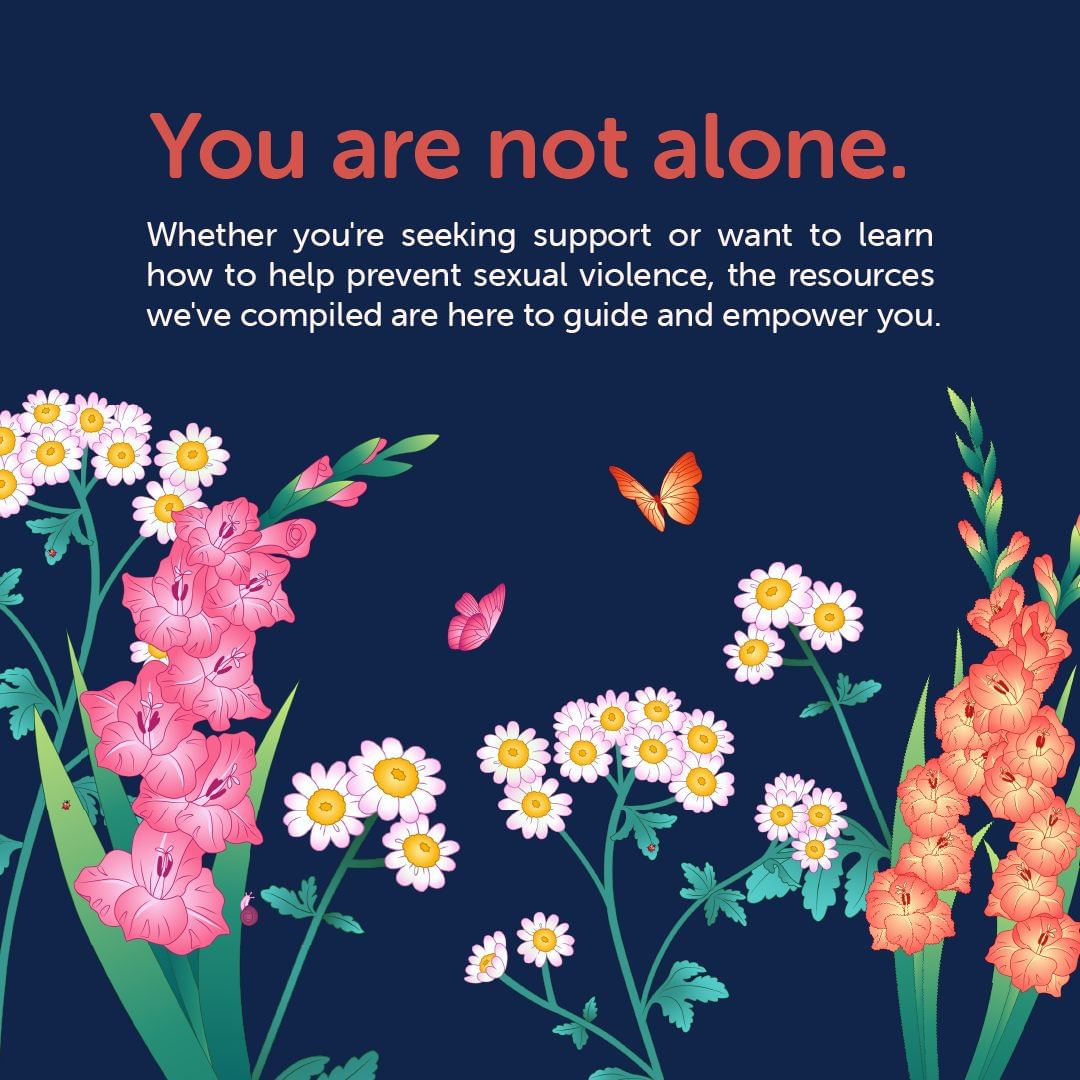 You are not alone.
Whether you're seeking support or want to learn
how to help prevent sexual violence, the resources
we've compiled are here to guide and empower you.